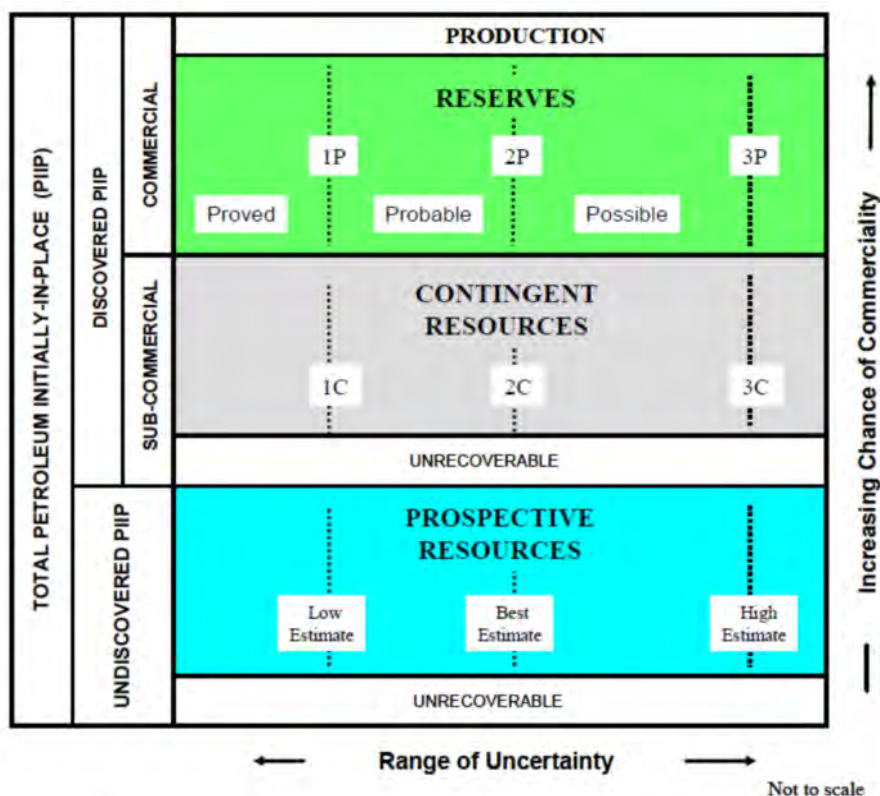 TOTAL PETROLEUM INITIALLY-IN-PLACE (PIIP)
DISCOVERED PIIP
UNDISCOVERED PIIP
COMMERCIAL
SUB-COMMERCIAL
PRODUCTION
RESERVES
1P
2P
3P
Proved
Probable
Possible
CONTINGENT
RESOURCES
1C
2C
3C
UNRECOVERABLE
PROSPECTIVE
RESOURCES
Low
Estimate
Best
Estimate
High
Estimate
UNRECOVERABLE
Increasing Chance of Commerciality
Range of Uncertainty
Not to scale